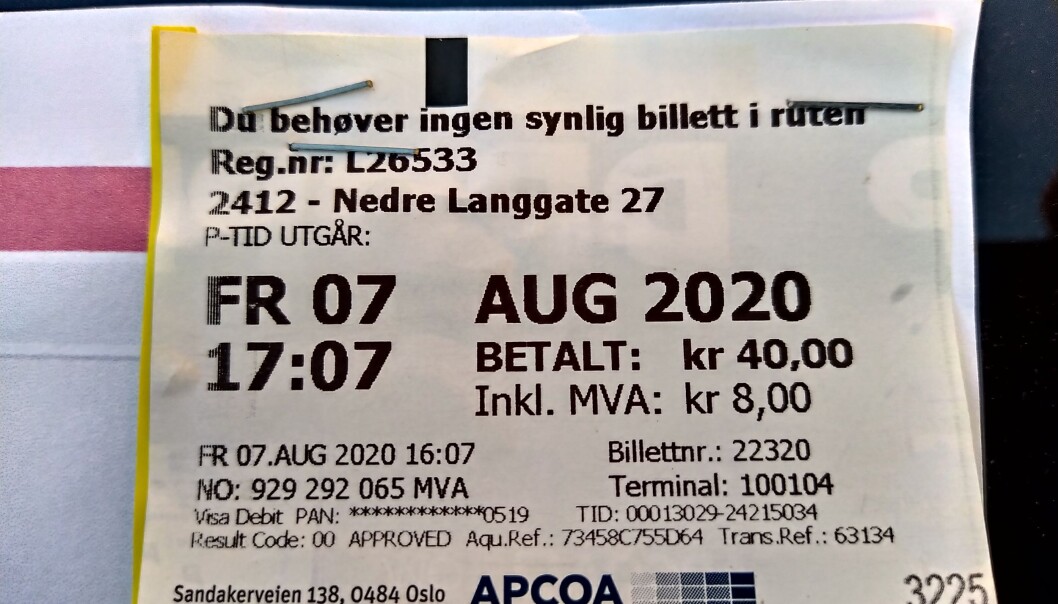 Du behøver ingen synlig billett i ruten
Reg.nr: L26533
2412 - Nedre Langgate 27
P-TID UTGÅR:
FR 07 AUG 2020
17:07 BETALT: kr 40,00
Inkl. MVA: kr 8,00
FR 07.AUG 2020 16:07 Billettnr.: 22320
NO: 929 292 065 MVA Terminal: 100104
Visa Debit PAN: ************0519 TID: 00013029-24215034
Result Code: 00 APPROVED Aqu.Ref.: 73458C755D64 Trans.Ref.: 63134
Sandakerveien 138, 0484 Oslo APCOA 3225